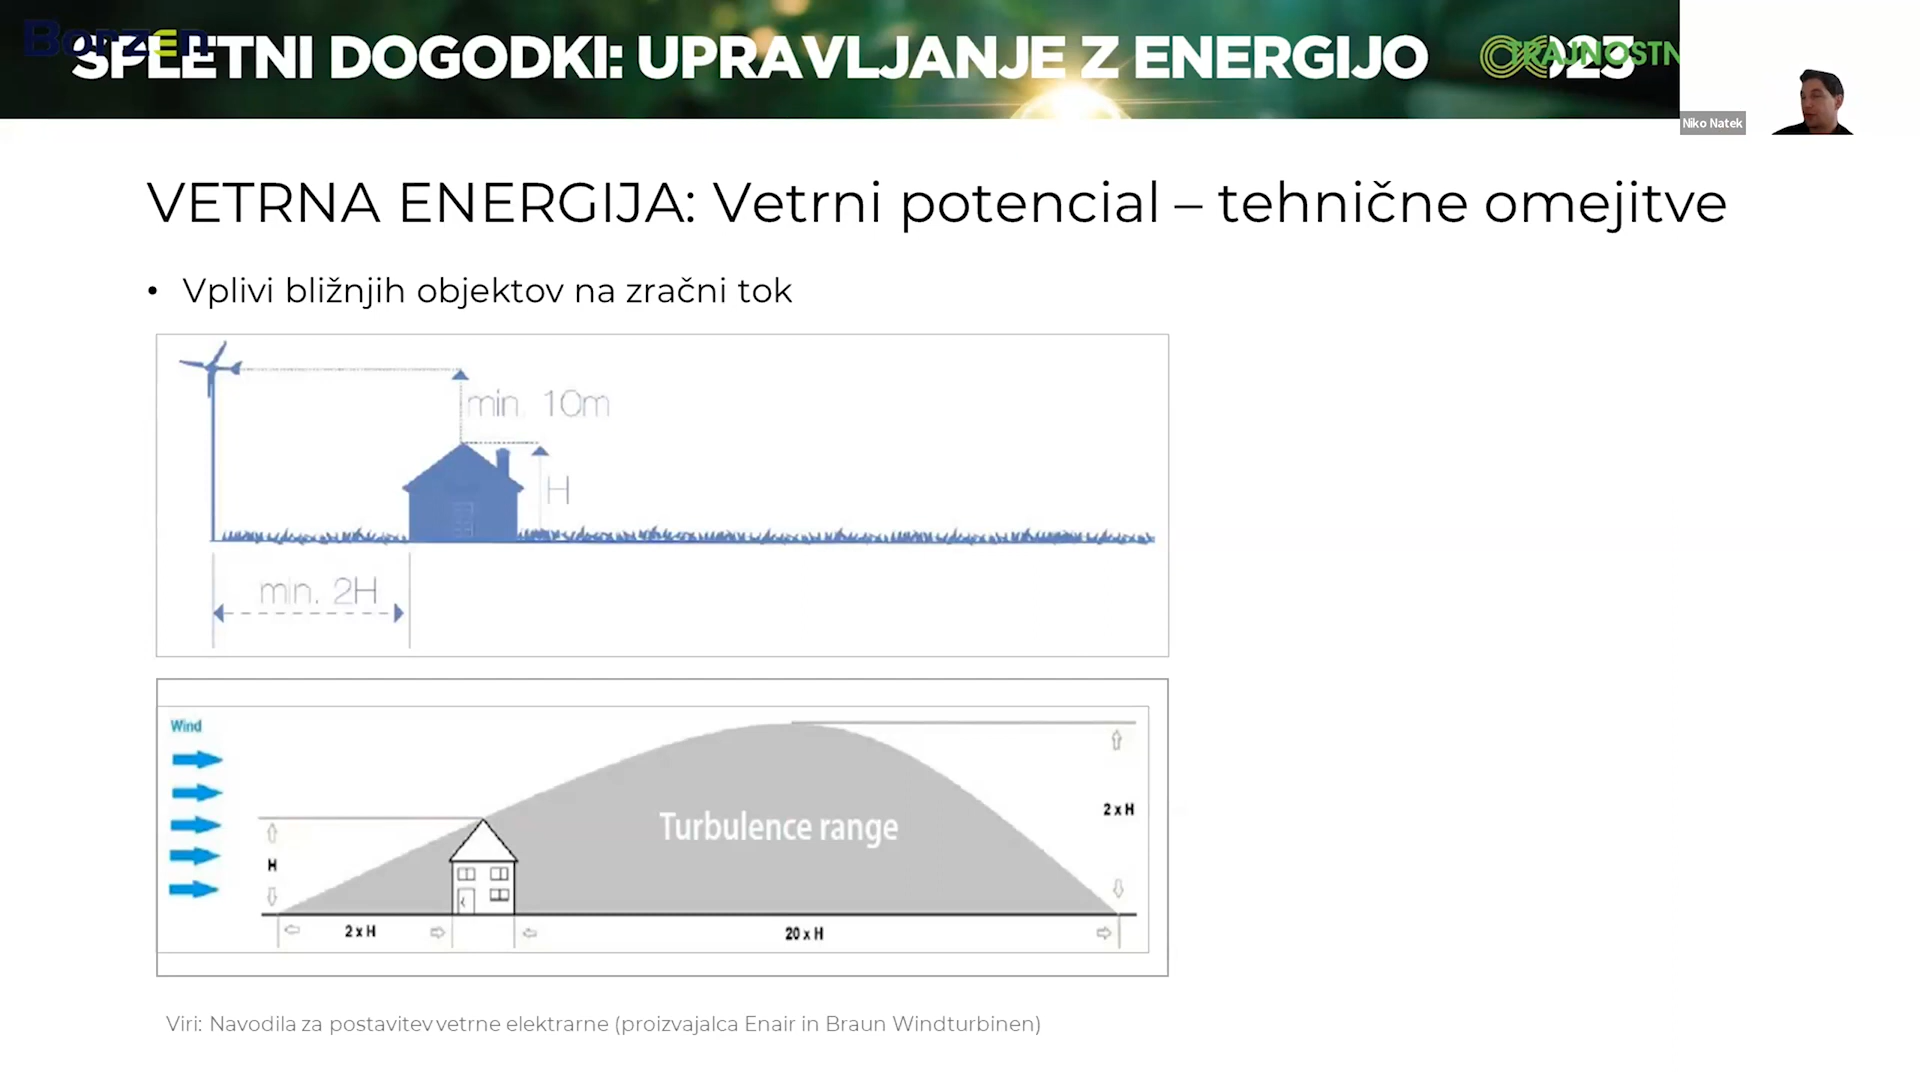 Borzen
SPLETNI DOGODKI: UPRAVLJANJE Z ENERGIJO
TRAJNOSTN
Niko Natek
VETRNA ENERGIJA: Vetrni potencial – tehnične omejitve
• Vplivi bližnjih objektov na zračni tok
min. 10m
H
min. 2H
Wind
Turbulence range
2 x H
H
2 x H
20 x H
Viri: Navodila za postavitev vetrne elektrarne (proizvajalca Enair in Braun Windturbinen)